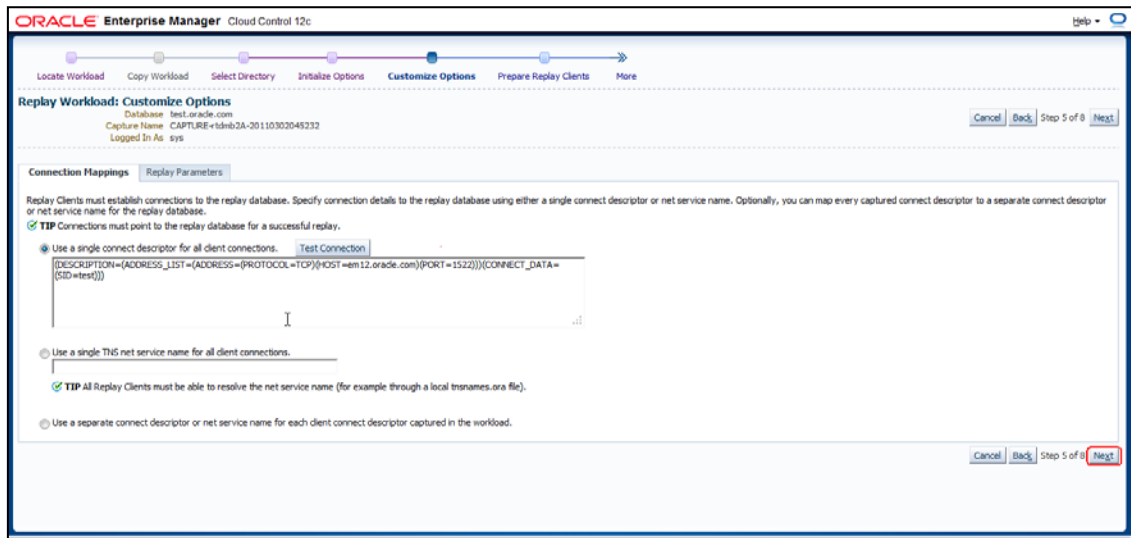 ORACLE Enterprise Manager Cloud Control 12c
Help
Locate Workload Copy Workload Select Directory Initialize Options Customize Options Prepare Replay Clients More
Replay Workload: Customize Options
Database test.oracle.com
Capture Name CAPTURE-rtdmb2A-20110302045232
Logged In As sys
Cancel Back Step 5 of 8 Next
Connection Mappings Replay Parameters
Replay Clients must establish connections to the replay database. Specify connection details to the replay database using either a single connect descriptor or net service name. Optionally, you can map every captured connect descriptor to a separate connect descriptor
or net service name for the replay database.
TIP Connections must point to the replay database for a successful replay.
Use a single connect descriptor for all client connections. Test Connection
(DESCRIPTION=(ADDRESS_LIST=(ADDRESS=(PROTOCOL=TCP)(HOST=em12.oracle.com)(PORT=1522)))(CONNECT_DATA=
(SID=test)))
Use a single TNS net service name for all client connections.
TIP All Replay Clients must be able to resolve the net service name (for example through a local tnsnames.ora file).
Use a separate connect descriptor or net service name for each client connect descriptor captured in the workload.
Cancel Back Step 5 of 8 Next